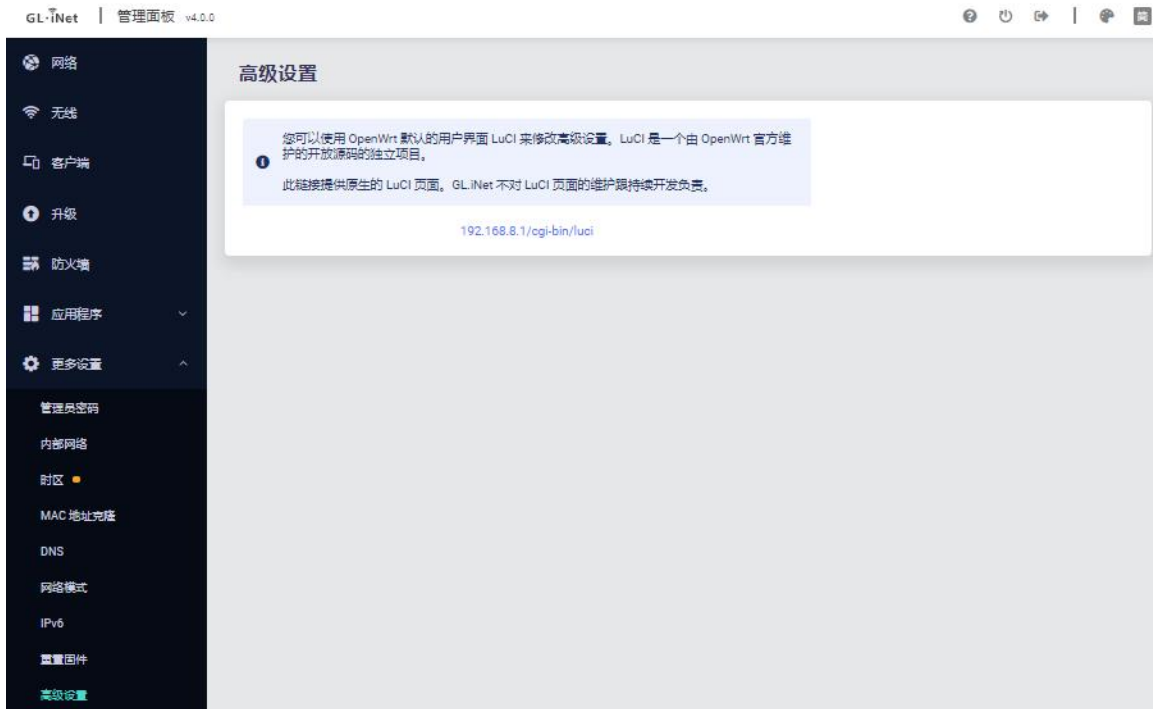 GL·iNet | 管理面板 v4.0.0
简
网络
无线
客户端
升级
防火墙
应用程序
更多设置
管理员密码
内部网络
时区
MAC 地址克隆
DNS
网络模式
IPv6
重置固件
高级设置
高级设置
您可以使用 OpenWrt 默认的用户界面 LuCI 来修改高级设置。LuCI 是一个由 OpenWrt 官方维
护的开放源码的独立项目。
此链接提供原生的 LuCI 页面。GL.iNet 不对 LuCI 页面的维护跟持续开发负责。
192.168.8.1/cgi-bin/luci